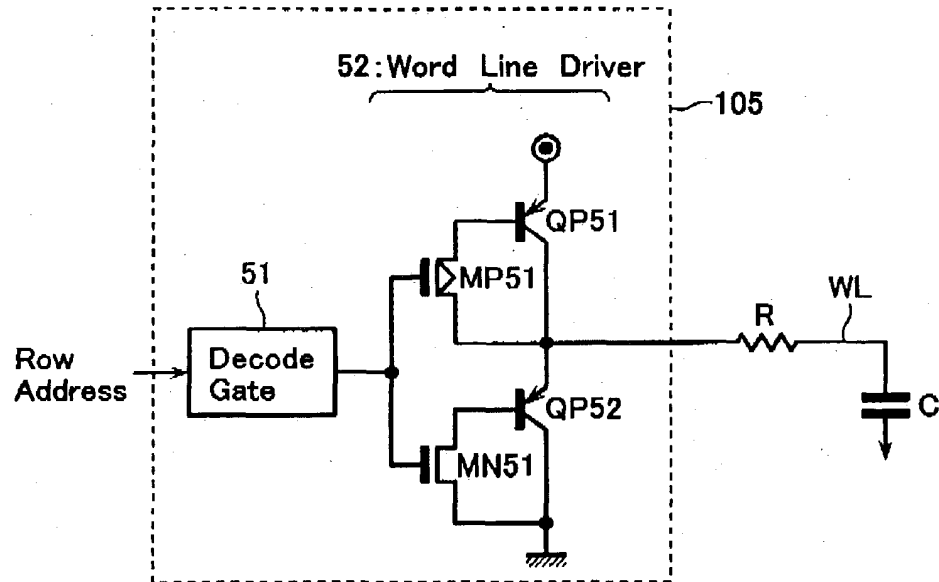 52:Word Line Driver
105
QP51
51
MP51
WL
R
Row
Address
Decode
Gate
QP52
C
MN51